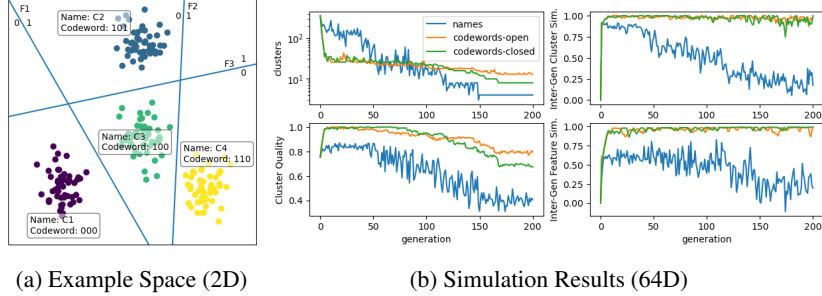 F1
0 1
F2
0 1
Name: C2
Codeword: 101
F3
1
0
Name: C3
Codeword: 100
Name: C4
Codeword: 110
Name: C1
Codeword: 000
names
codewords-open
codewords-closed
clusters
10²
10¹
0 50 100 150 200
Inter-Gen Cluster Sim.
1.00
0.75
0.50
0.25
0.00
0 50 100 150 200
Cluster Quality
1.0
0.8
0.6
0.4
0 50 100 150 200
generation
Inter-Gen Feature Sim.
1.00
0.75
0.50
0.25
0.00
0 50 100 150 200
generation
(a) Example Space (2D)
(b) Simulation Results (64D)